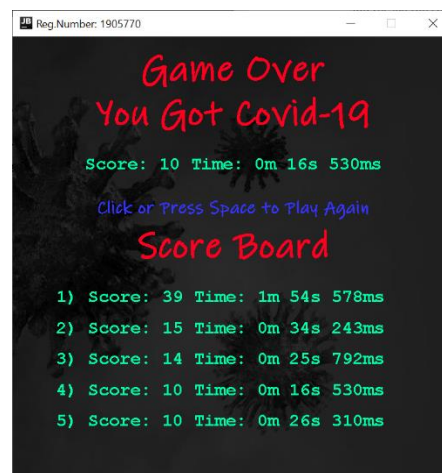 JB
Reg.Number: 1905770
Game Over
You Got Covid-19
Score: 10 Time: 0m 16s 530ms
Click or Press Space to Play Again
Score Board
1) Score: 39 Time: 1m 54s 578ms
2) Score: 15 Time: 0m 34s 243ms
3) Score: 14 Time: 0m 25s 792ms
4) Score: 10 Time: 0m 16s 530ms
5) Score: 10 Time: 0m 26s 310ms